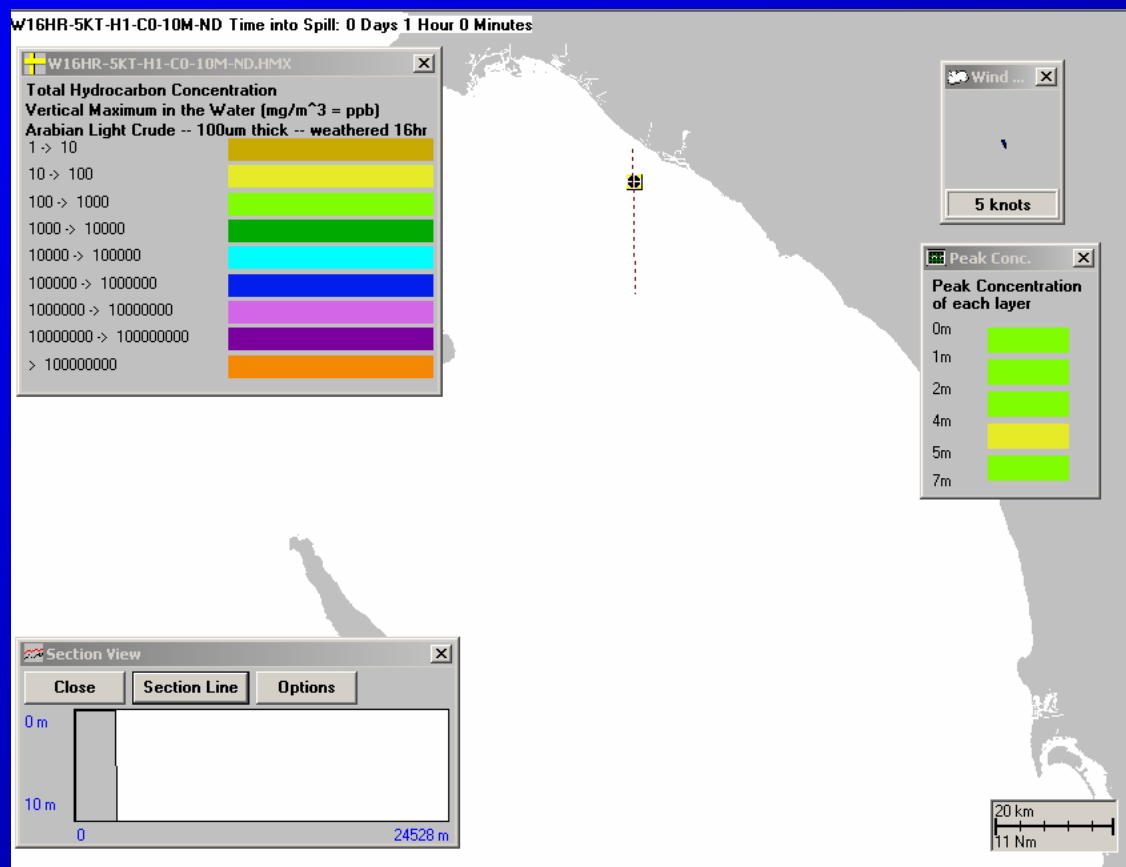 W16HR-5KT-H1-C0-10M-ND Time into Spill: 0 Days 1 Hour 0 Minutes
W16HR-5KT-H1-C0-10M-ND.HMX
Total Hydrocarbon Concentration
Vertical Maximum in the Water (mg/m^3 = ppb)
Arabian Light Crude -- 100um thick -- weathered 16hr
1 -> 10
10 -> 100
100 -> 1000
1000 -> 10000
10000 -> 100000
100000 -> 1000000
1000000 -> 10000000
10000000 -> 100000000
> 100000000
Wind ...
5 knots
Peak Conc.
Peak Concentration
of each layer
0m
1m
2m
4m
5m
7m
Section View
Close Section Line Options
0 m
10 m
0 24528 m
20 km
11 Nm